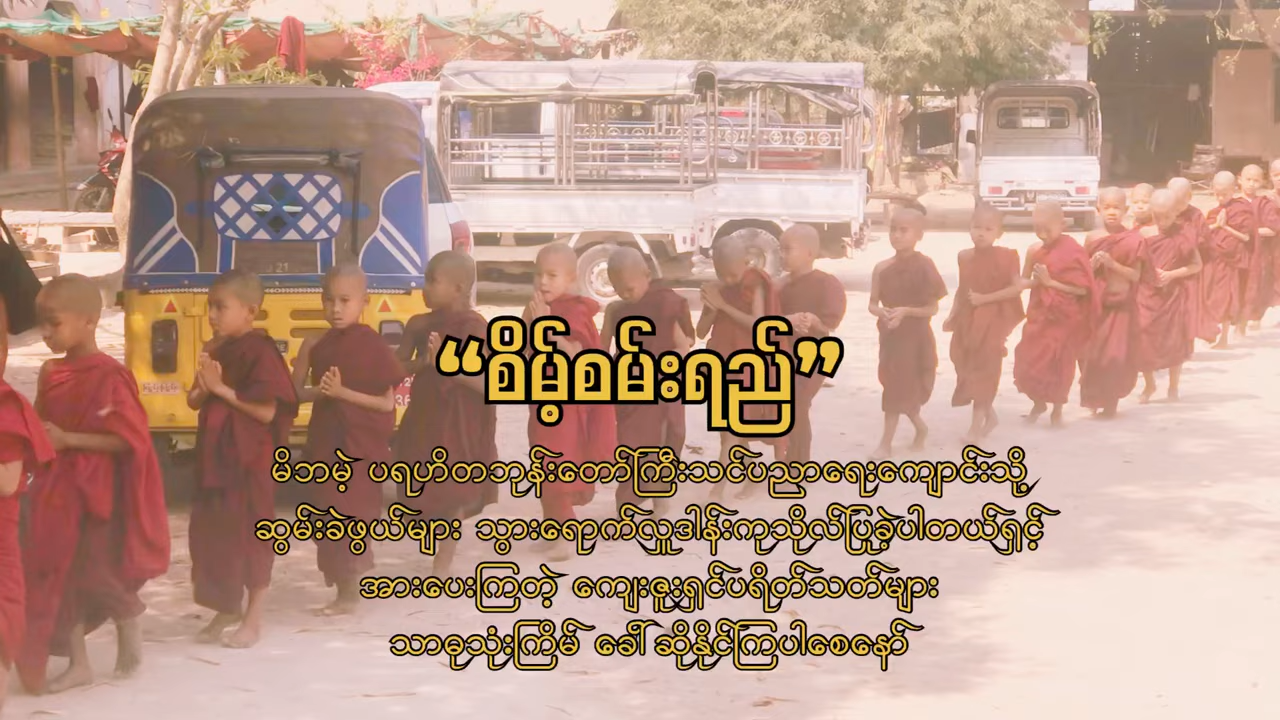 “စိမ့်စမ်းရည်”
မိဘမဲ့ ပရဟိတဘုန်းတော်ကြီးသင်ပညာရေးကျောင်းသို့
ဆွမ်းခဲဖွယ်များ သွားရောက်လှူဒါန်းကုသိုလ်ပြုခဲ့ပါတယ်ရှင့်
အားပေးကြတဲ့ ကျေးဇူးရှင်ပရိတ်သတ်များ
သာဓုသုံးကြိမ် ခေါ် ဆိုနိုင်ကြပါစေနော်